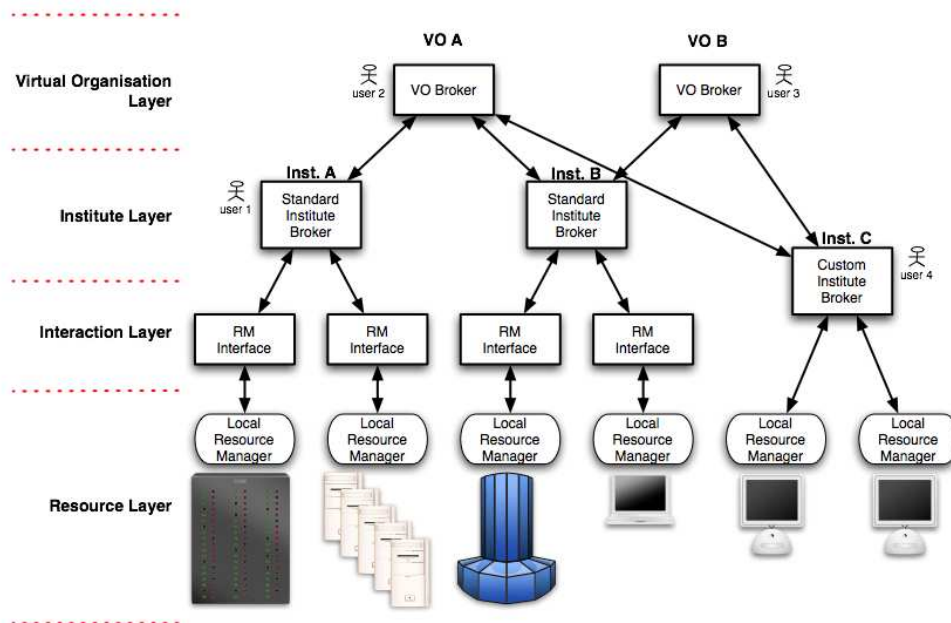 VO A
VO B
Virtual Organisation
Layer
user 2
VO Broker
VO Broker
user 3
Inst. A
Inst. B
Institute Layer
user 1
Standard
Institute
Broker
Standard
Institute
Broker
Inst. C
Custom
Institute
Broker
user 4
Interaction Layer
RM
Interface
RM
Interface
RM
Interface
RM
Interface
Local
Resource
Manager
Local
Resource
Manager
Local
Resource
Manager
Local
Resource
Manager
Local
Resource
Manager
Local
Resource
Manager
Resource Layer